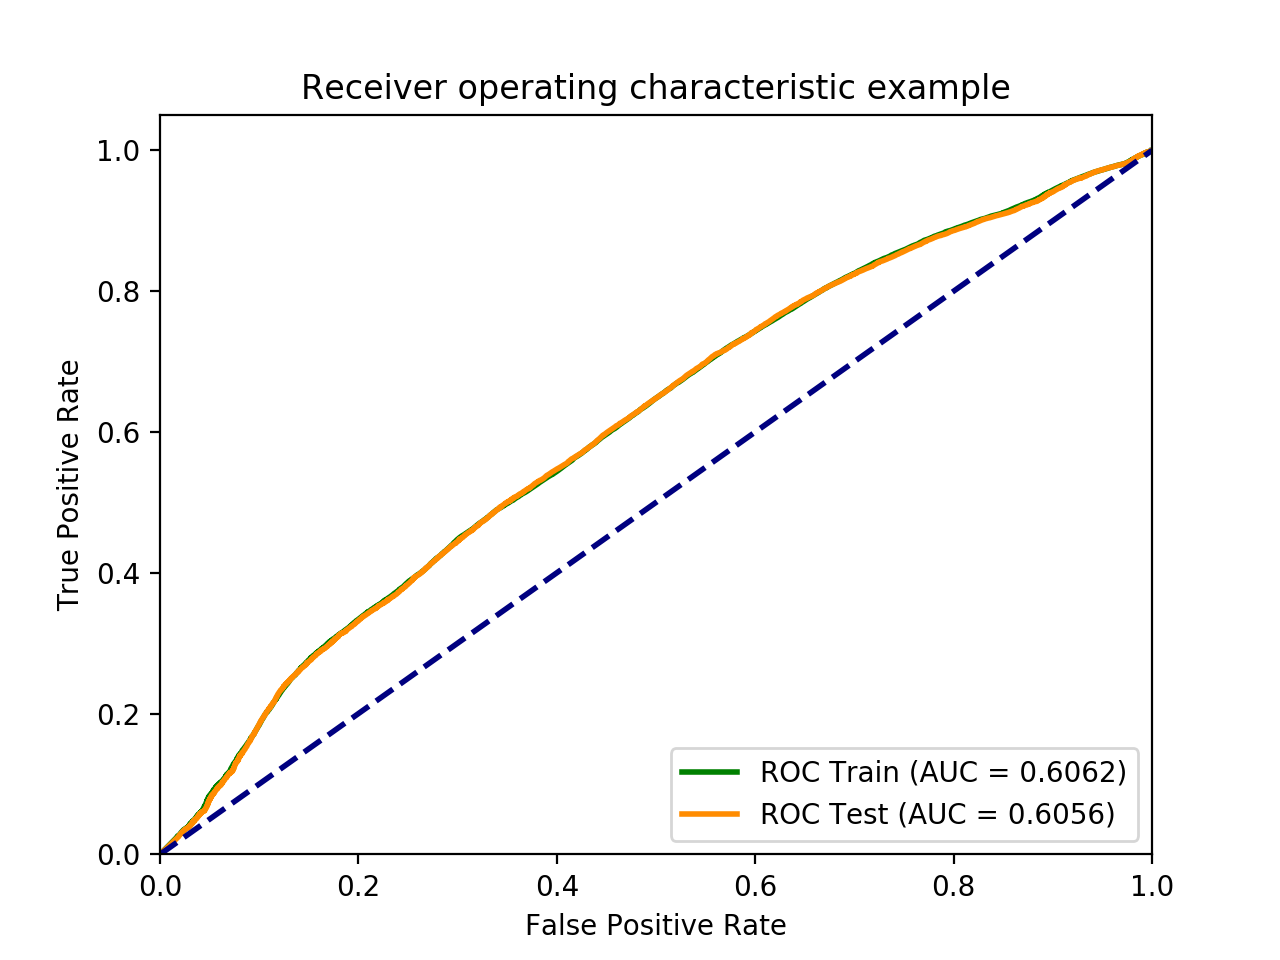 Receiver operating characteristic example
1.0
0.8
0.6
0.4
0.2
0.0
True Positive Rate
ROC Train (AUC = 0.6062)
ROC Test (AUC = 0.6056)
0.0 0.2 0.4 0.6 0.8 1.0
False Positive Rate